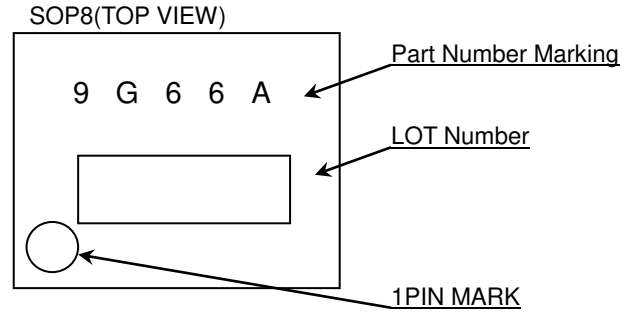 SOP8(TOP VIEW)
Part Number Marking
9 G 6 6 A
LOT Number
1PIN MARK